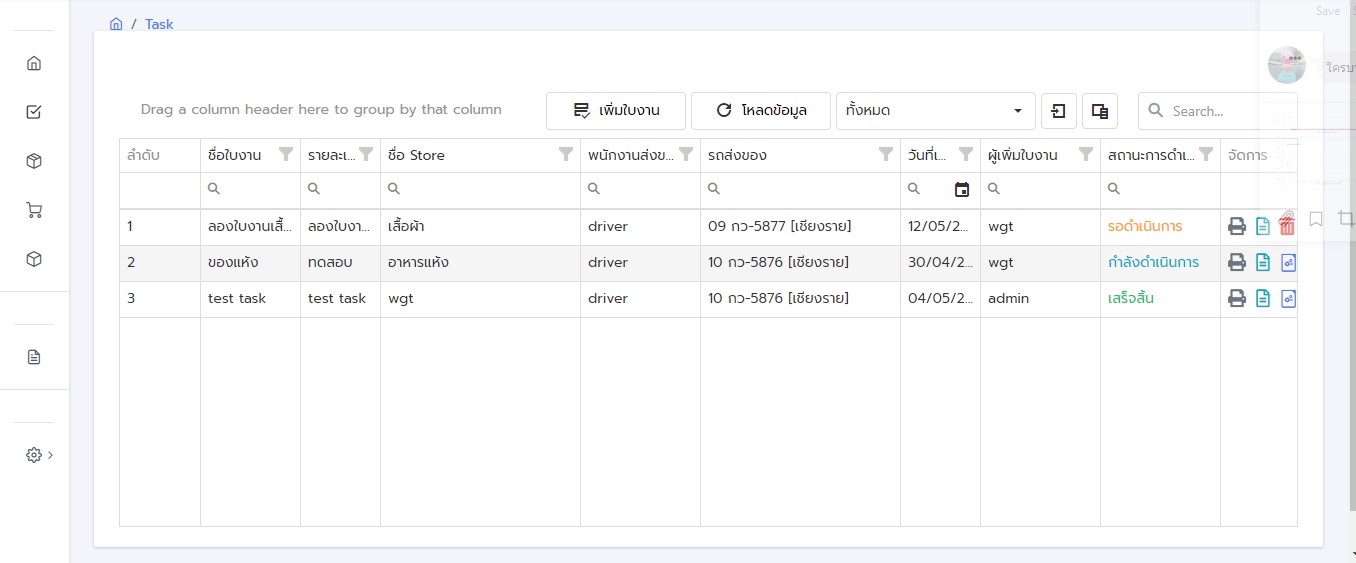 Save
/ Task
ใครบ
Drag a column header here to group by that column
เพิ่มใบงาน
โหลดข้อมูล
ทั้งหมด
Search...
ลำดับ ชื่อใบงาน รายละเ... ชื่อ Store พนักงานส่งข... รถส่งของ วันที่เ... ผู้เพิ่มใบงาน สถานะการดำเ... จัดการ
1 ลองใบงานเสื้... ลองใบงา... เสื้อผ้า driver 09 กว-5877 [เชียงราย] 12/05/2... wgt รอดำเนินการ
2 ของแห้ง ทดสอบ อาหารแห้ง driver 10 กว-5876 [เชียงราย] 30/04/2... wgt กำลังดำเนินการ
3 test task test task wgt driver 10 กว-5876 [เชียงราย] 04/05/2... admin เสร็จสิ้น